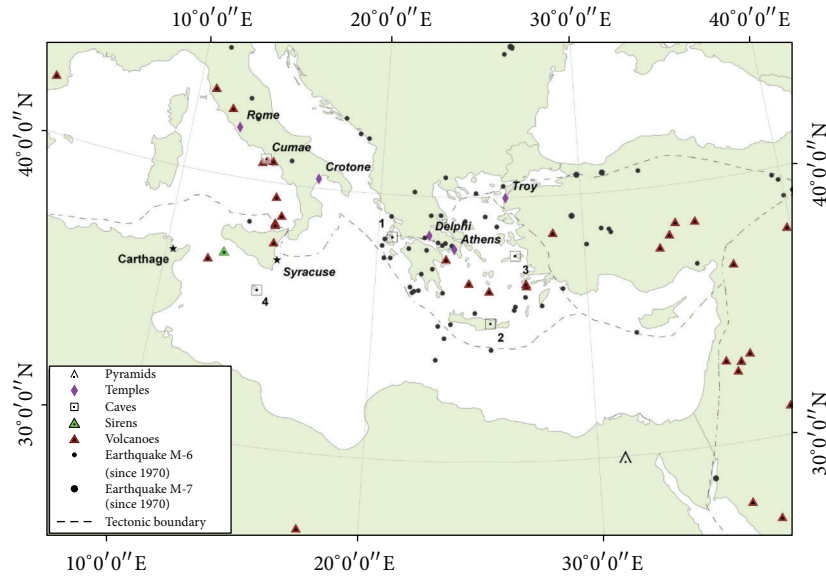 10°0′0″E 20°0′0″E 30°0′0″E 40°0′0″E
40°0′0″N
40°0′0″N
Rome
Cumae
Crotone
Troy
1
Delphi
Athens
Carthage
Syracuse
3
4
2
30°0′0″N
30°0′0″N
Pyramids
Temples
Caves
Sirens
Volcanoes
Earthquake M-6
(since 1970)
Earthquake M-7
(since 1970)
Tectonic boundary
10°0′0″E 20°0′0″E 30°0′0″E